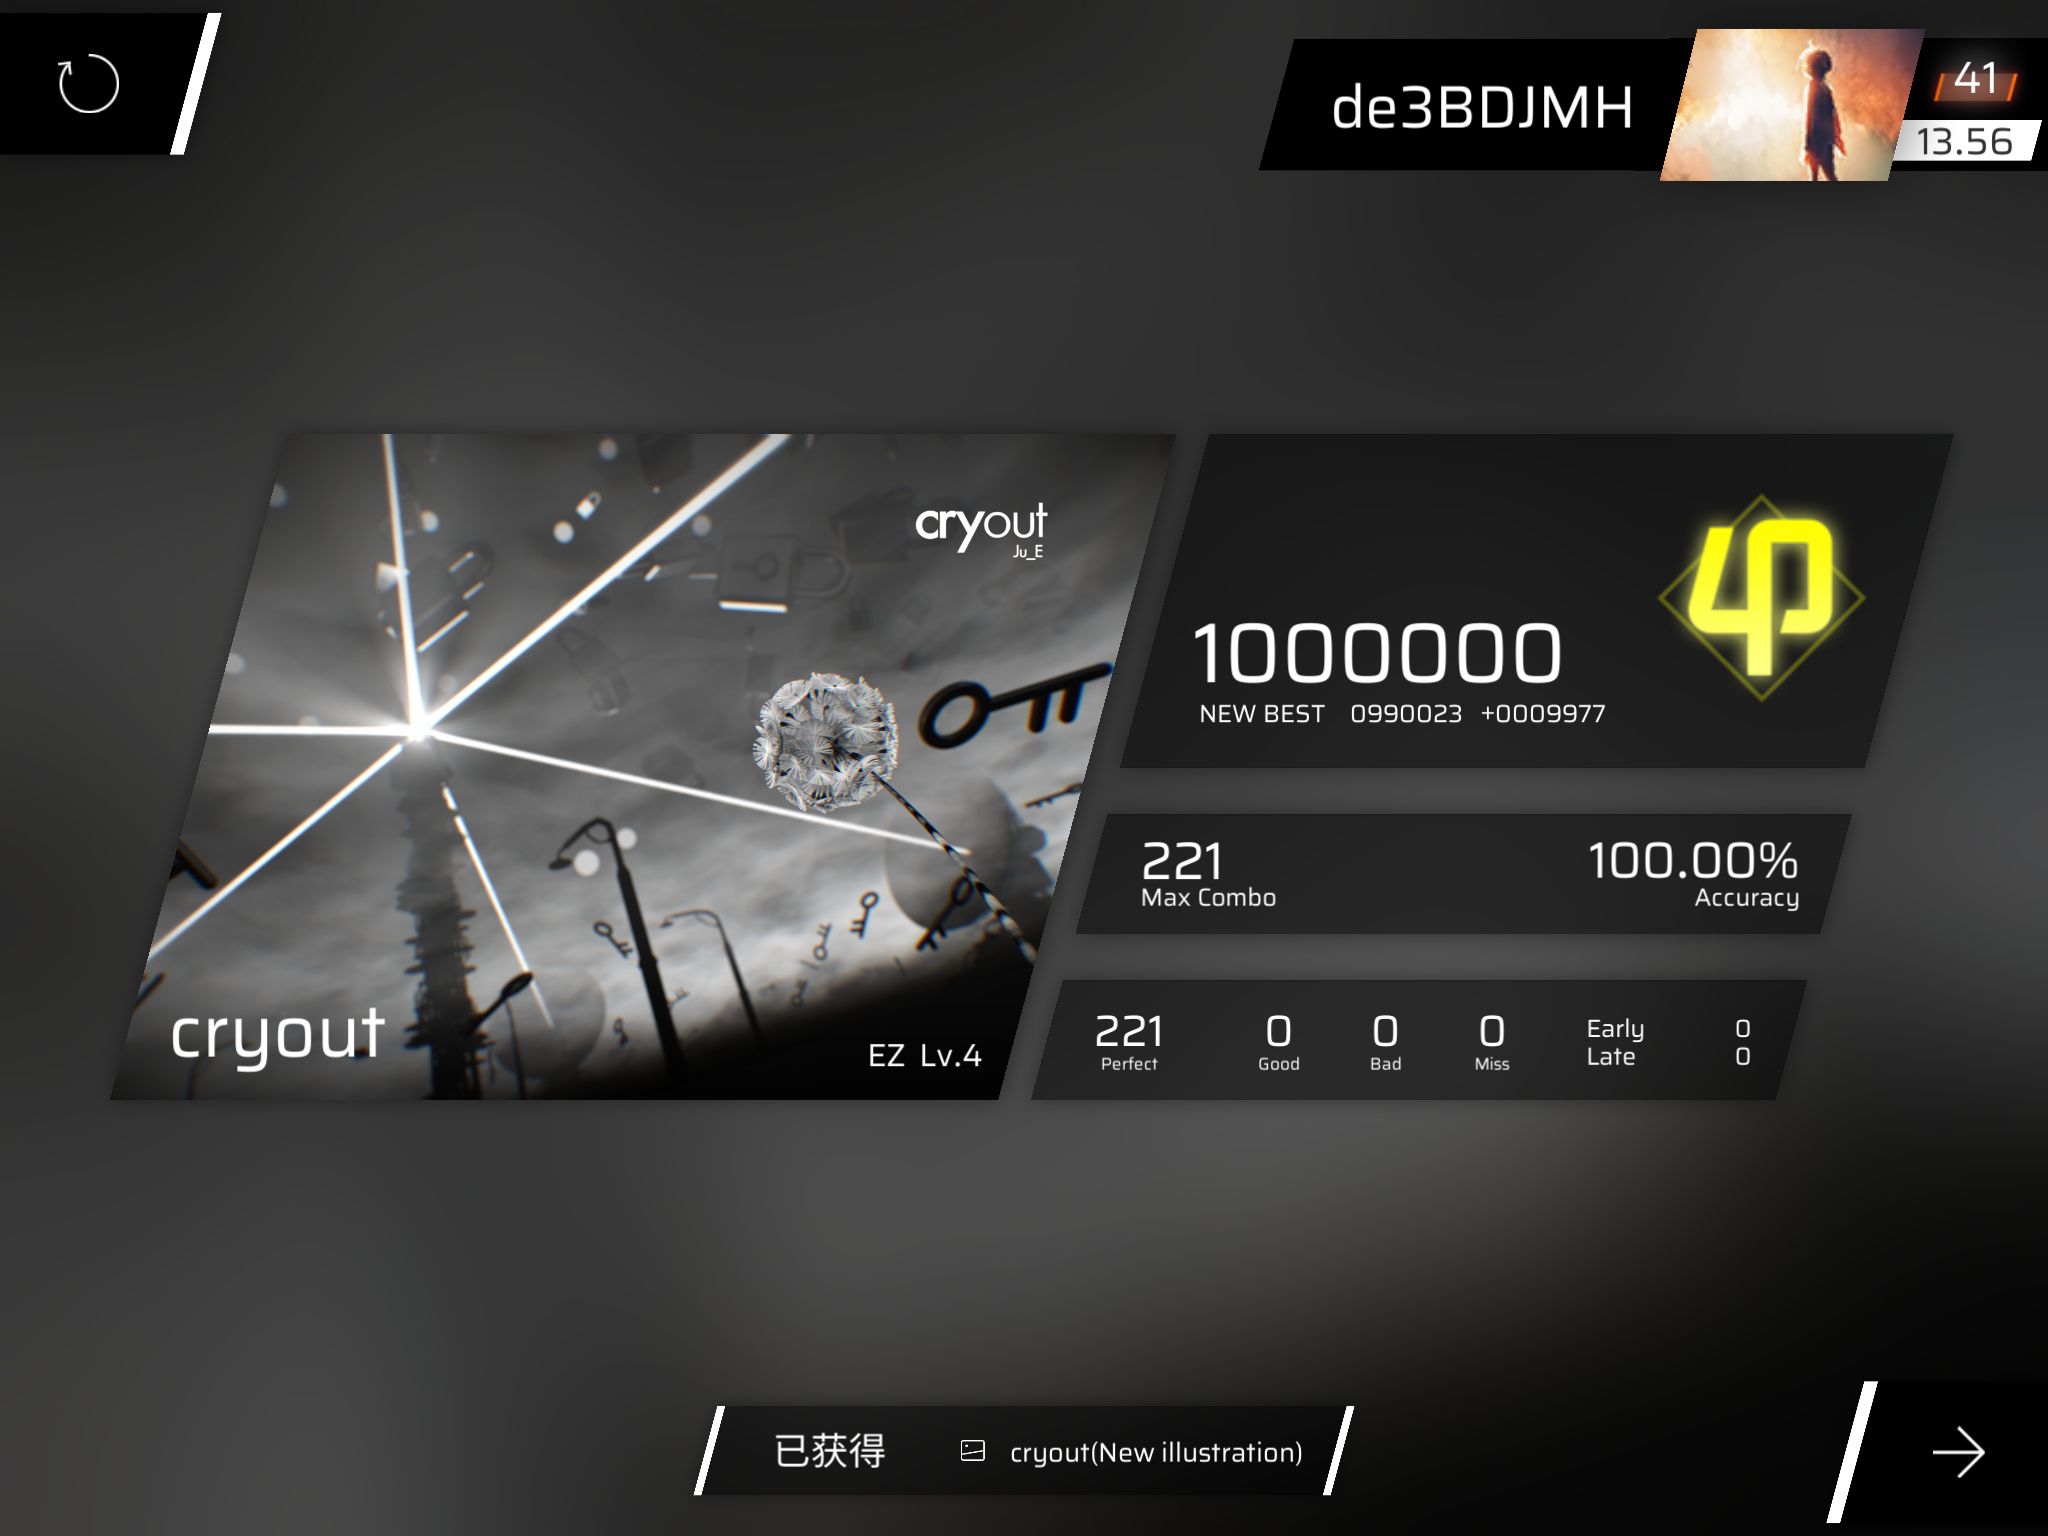 de3BDJMH
41
13.56
cryout
Ju_E
cryout
EZ Lv.4
1000000
NEW BEST 0990023 +0009977
221
Max Combo
100.00%
Accuracy
221
Perfect
0
Good
0
Bad
0
Miss
Early 0
Late 0
已获得 cryout(New illustration)